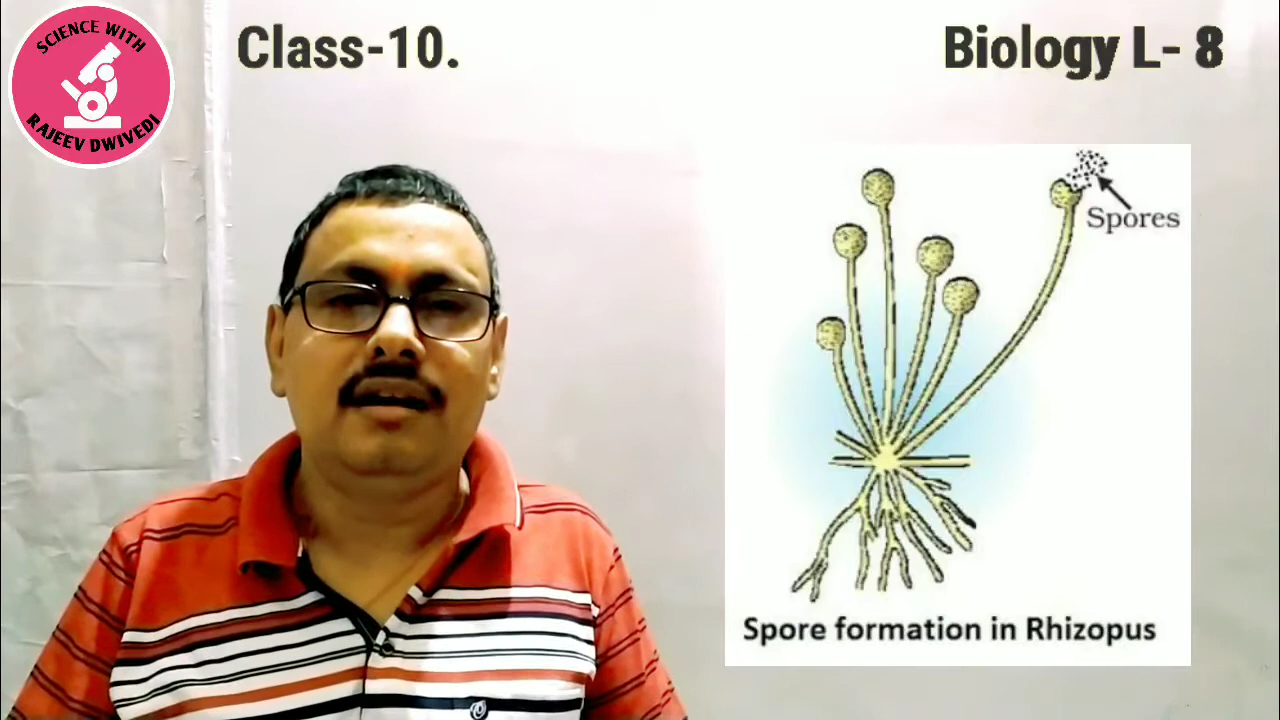 SCIENCE WITH
RAJEEV DWIVEDI
Class-10.
Biology L- 8
Spores
Spore formation in Rhizopus